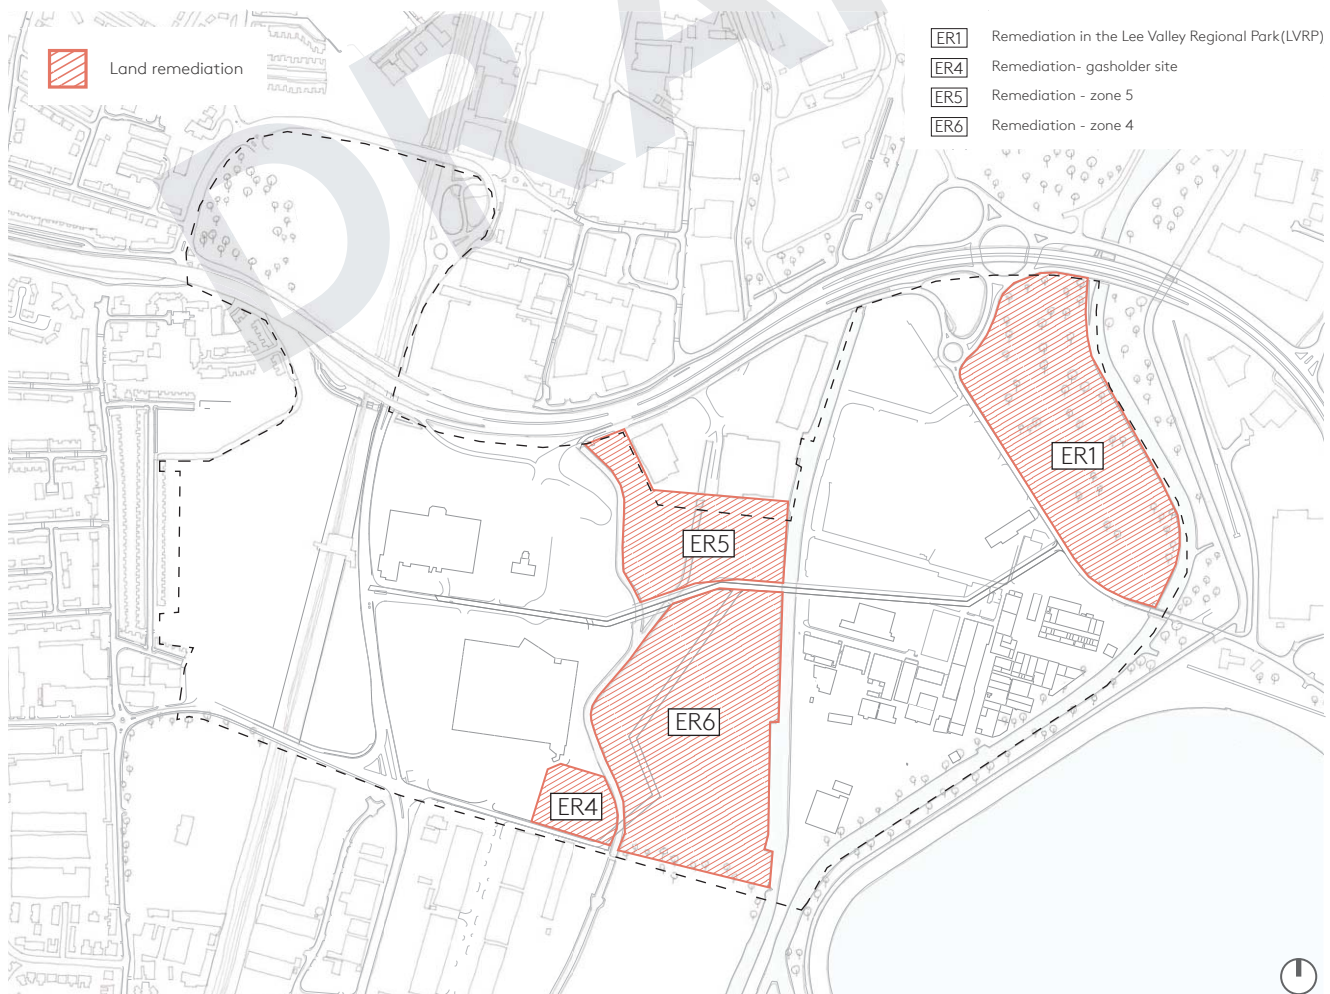 DRA
Land remediation
ER1 Remediation in the Lee Valley Regional Park(LVRP)
ER4 Remediation- gasholder site
ER5 Remediation - zone 5
ER6 Remediation - zone 4
ER1
ER5
ER6
ER4